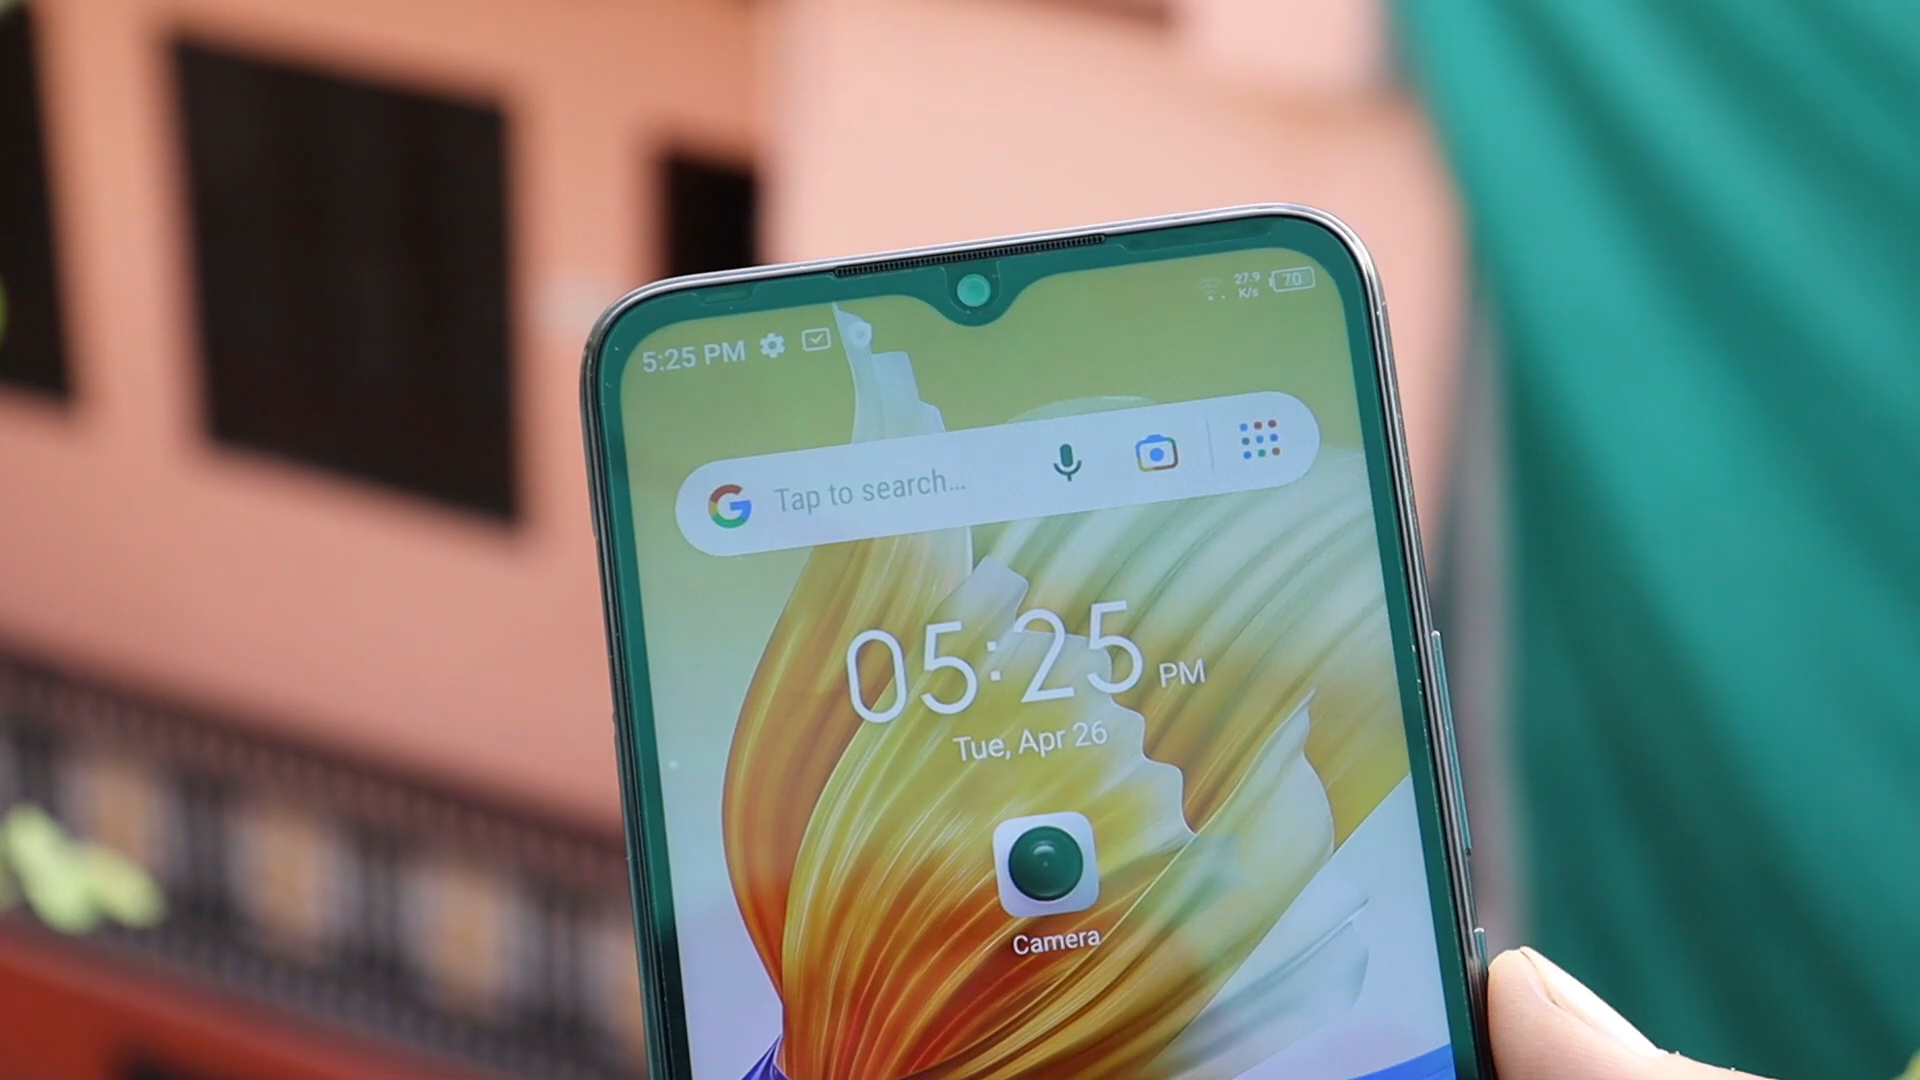 5:25 PM
27.9
K/s
70
G Tap to search...
05:25 PM
Tue, Apr 26
Camera